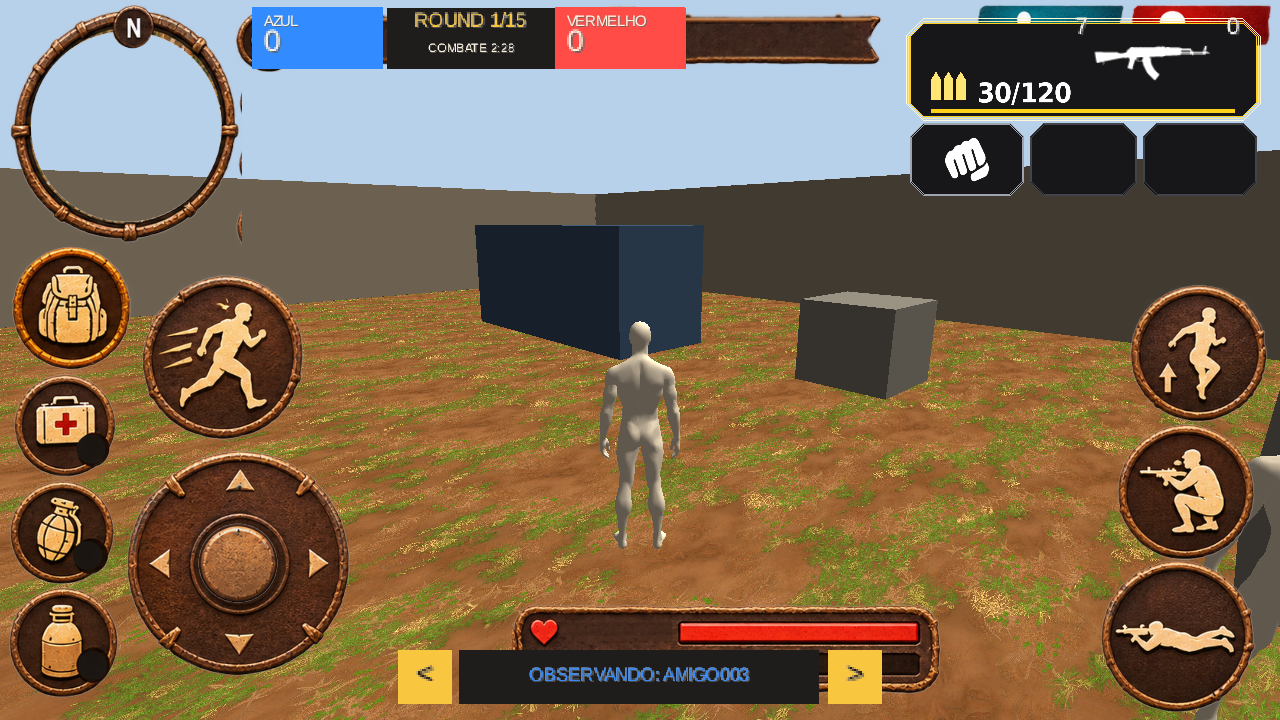 N
AZUL
0
ROUND 1/15
COMBATE 2:28
VERMELHO
0
7
0
30/120
<
OBSERVANDO: AMIGO003
>